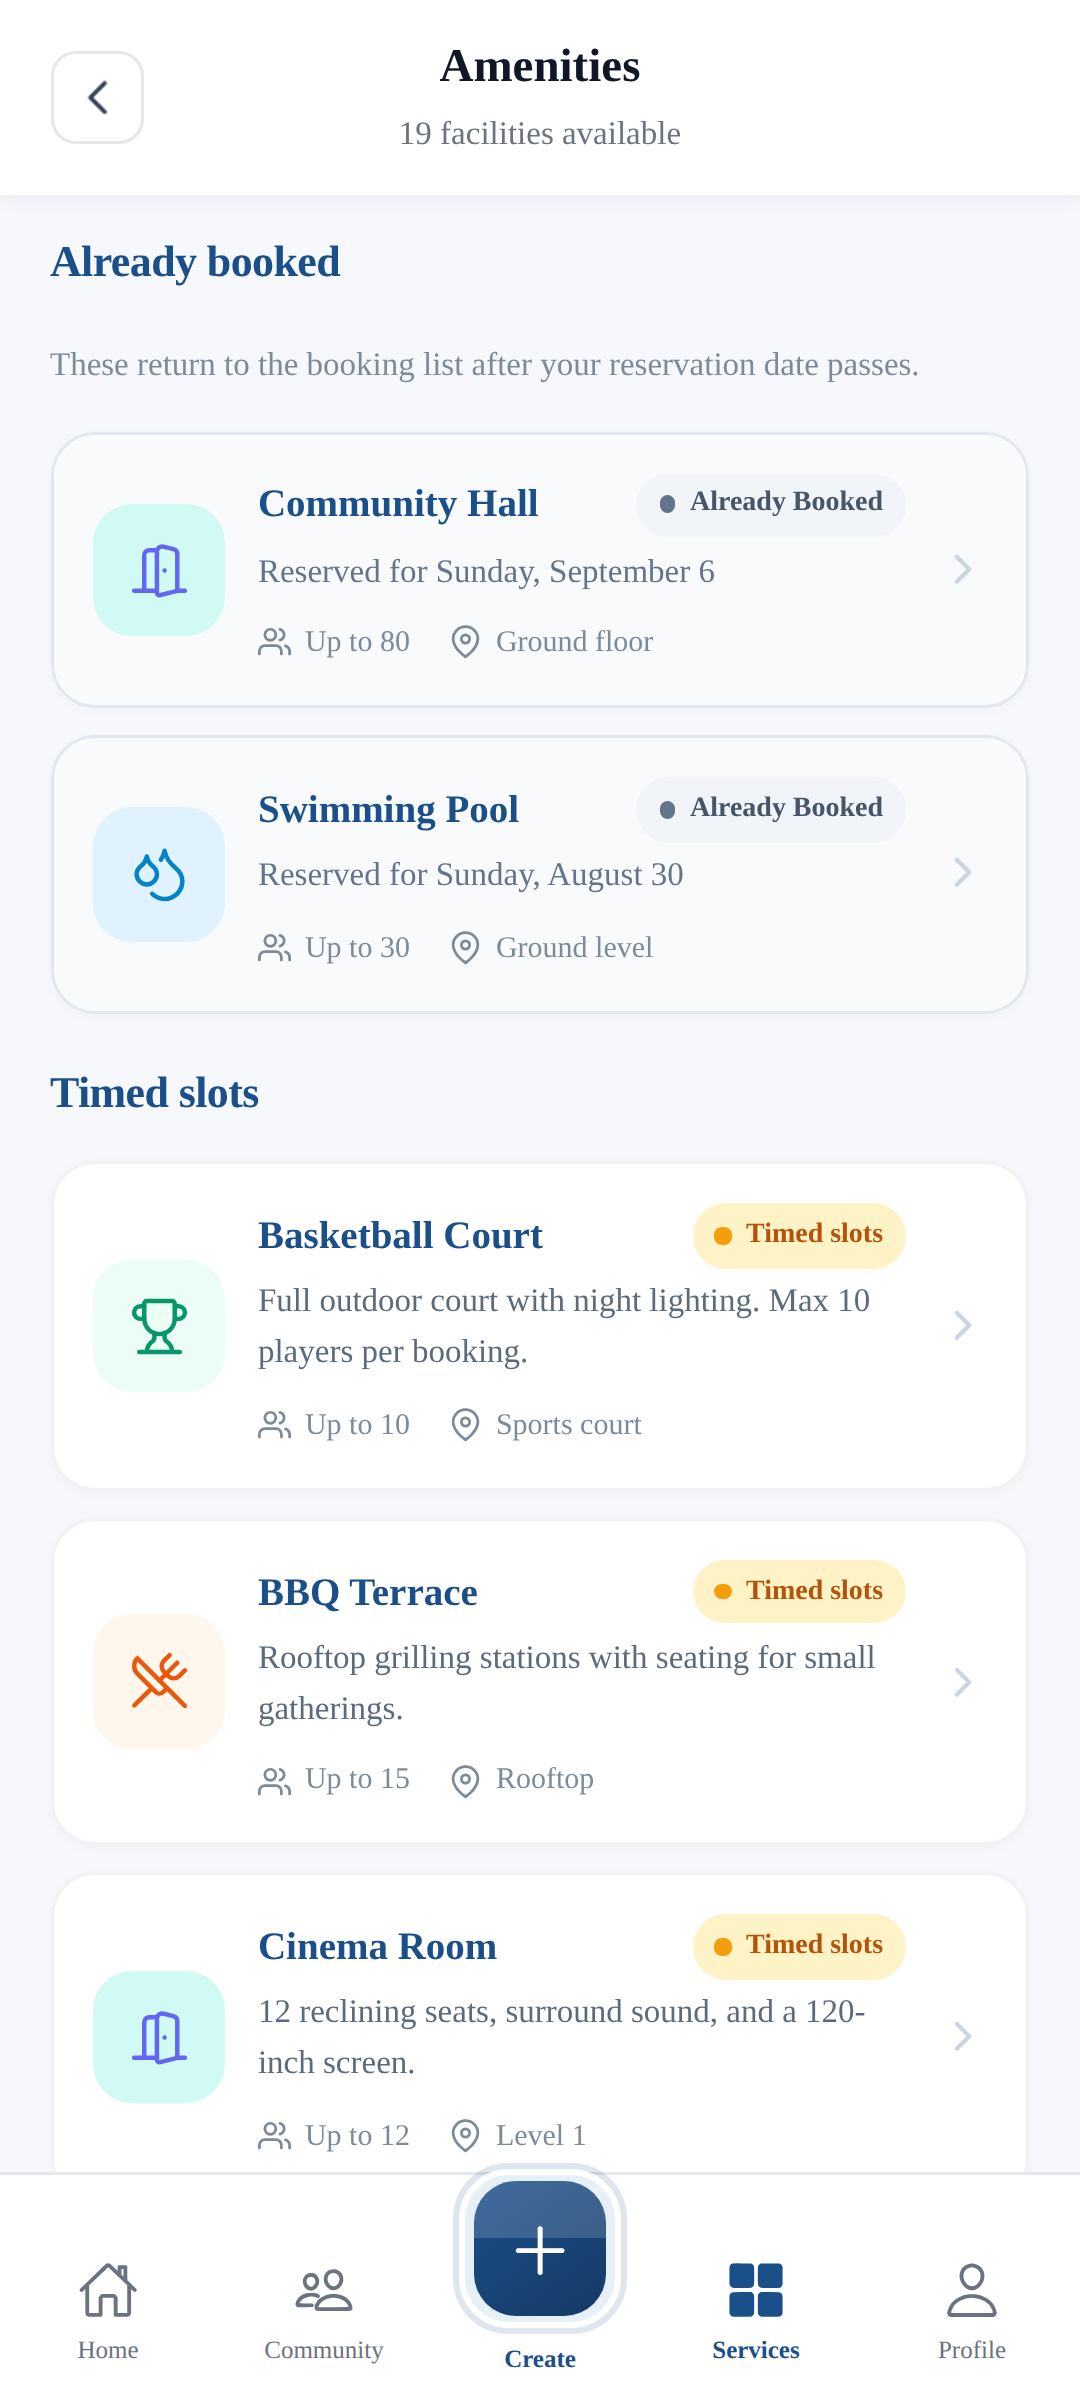 Amenities
19 facilities available
Already booked
These return to the booking list after your reservation date passes.
Community Hall
Already Booked
Reserved for Sunday, September 6
Up to 80
Ground floor
Swimming Pool
Already Booked
Reserved for Sunday, August 30
Up to 30
Ground level
Timed slots
Basketball Court
Timed slots
Full outdoor court with night lighting. Max 10
players per booking.
Up to 10
Sports court
BBQ Terrace
Timed slots
Rooftop grilling stations with seating for small
gatherings.
Up to 15
Rooftop
Cinema Room
Timed slots
12 reclining seats, surround sound, and a 120-
inch screen.
Up to 12
Level 1
Home
Community
Create
Services
Profile